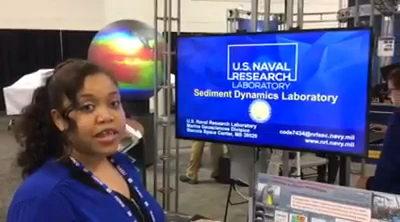 U.S. NAVAL
RESEARCH
LABORATORY
Sediment Dynamics Laboratory
U.S. Naval Research Laboratory
Marine Geosciences Division
Stennis Space Center, MS 39529
code7434@nrlssc.navy.mil
www.nrl.navy.mil